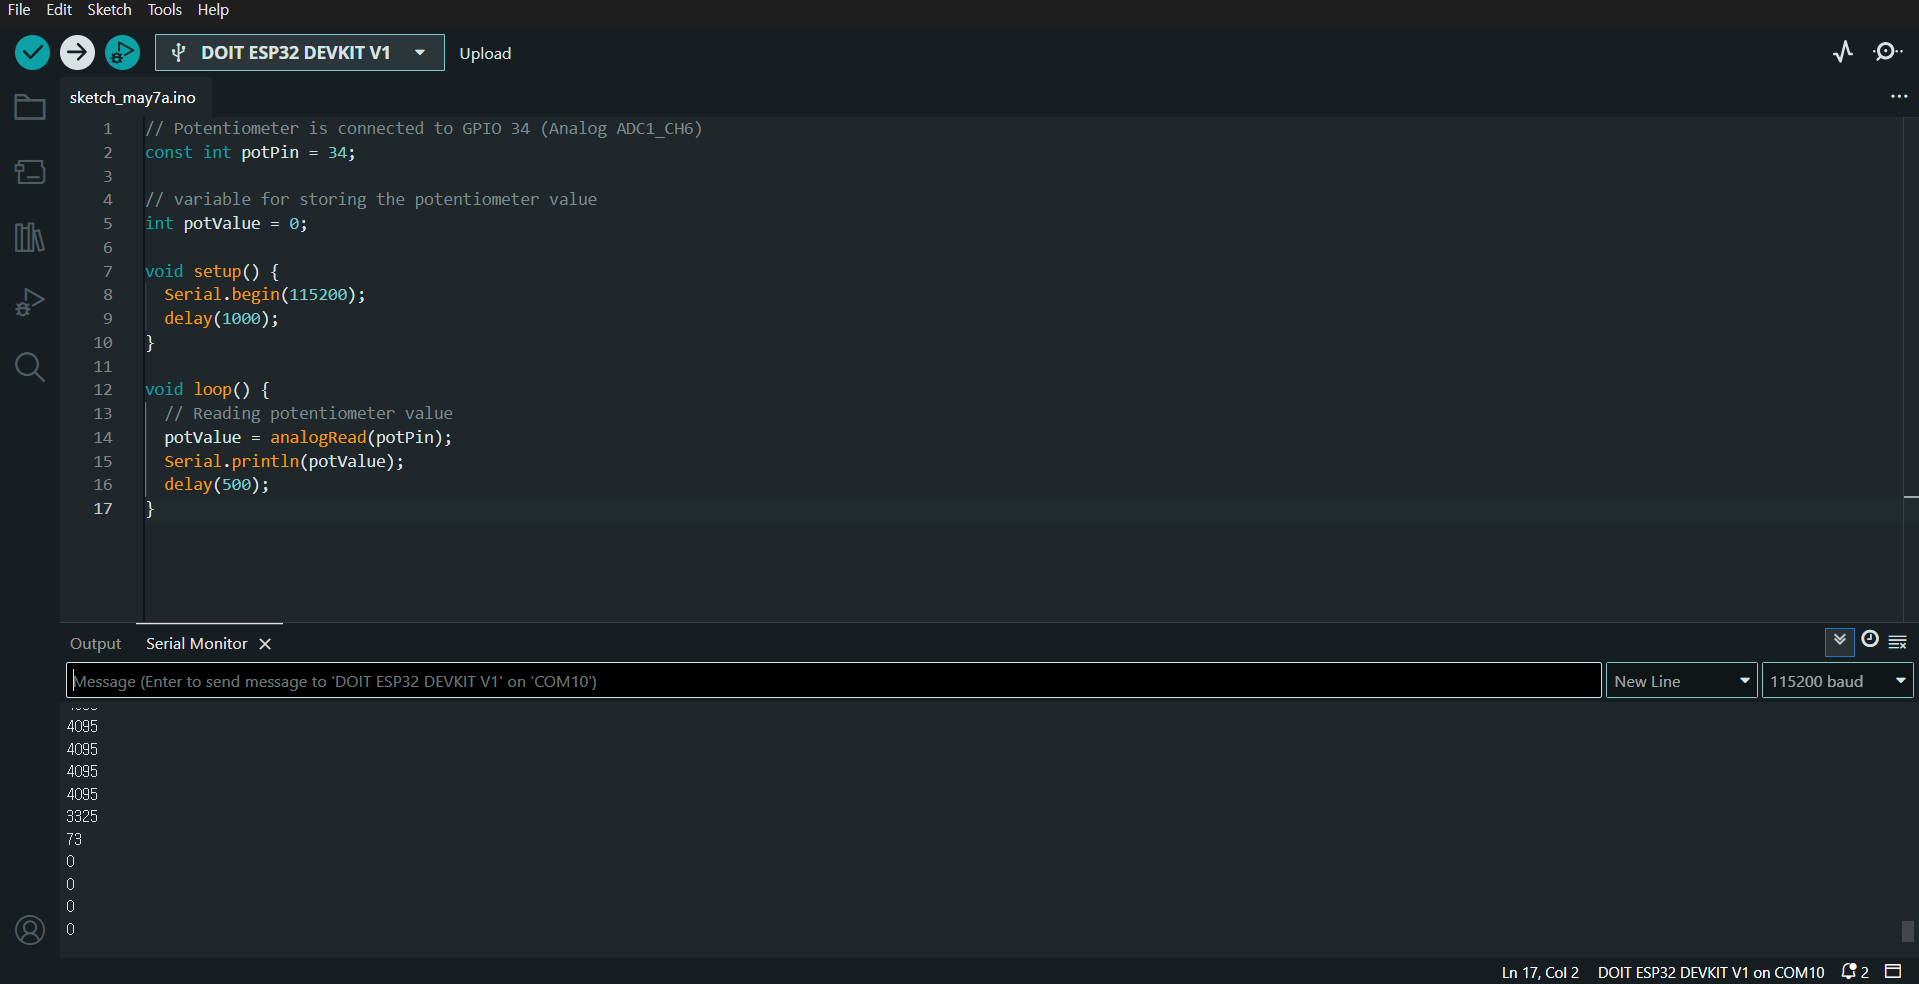 File Edit Sketch Tools Help
DOIT ESP32 DEVKIT V1 Upload
sketch_may7a.ino
1 // Potentiometer is connected to GPIO 34 (Analog ADC1_CH6)
2 const int potPin = 34;
3
4 // variable for storing the potentiometer value
5 int potValue = 0;
6
7 void setup() {
8 Serial.begin(115200);
9 delay(1000);
10 }
11
12 void loop() {
13 // Reading potentiometer value
14 potValue = analogRead(potPin);
15 Serial.println(potValue);
16 delay(500);
17 }
Output Serial Monitor
Message (Enter to send message to 'DOIT ESP32 DEVKIT V1' on 'COM10') New Line 115200 baud
4095
4095
4095
4095
3325
73
0
0
0
0
Ln 17, Col 2 DOIT ESP32 DEVKIT V1 on COM10 2